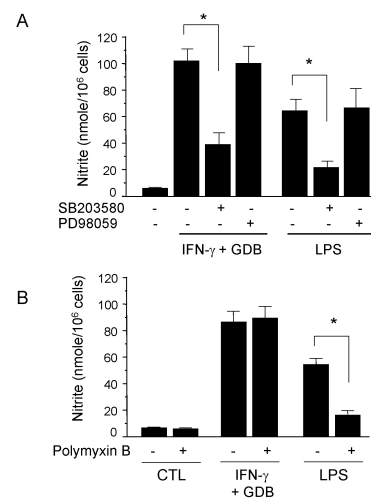 A
Nitrite (nmole/10⁶ cells)
120
100
80
60
40
20
0
*
*
SB203580 - - + - - + -
PD98059 - - - + - - +
IFN-γ + GDB LPS
B
Nitrite (nmole/10⁶ cells)
120
100
80
60
40
20
0
*
Polymyxin B - + - + - +
CTL IFN-γ + GDB LPS